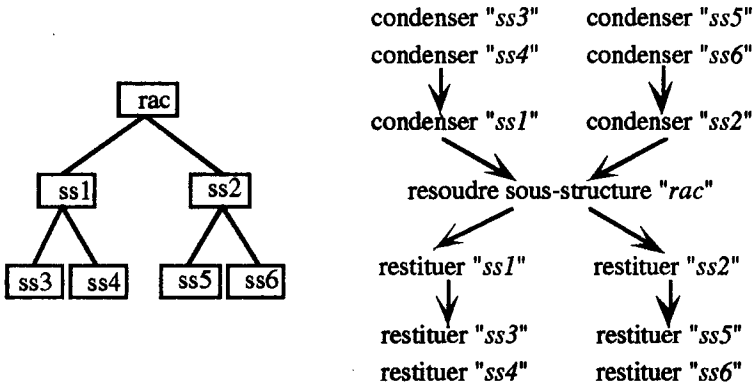 rac
ss1 ss2
ss3 ss4 ss5 ss6
condenser "ss3" condenser "ss5"
condenser "ss4" condenser "ss6"
condenser "ss1" condenser "ss2"
resoudre sous-structure "rac"
restituer "ss1" restituer "ss2"
restituer "ss3" restituer "ss5"
restituer "ss4" restituer "ss6"